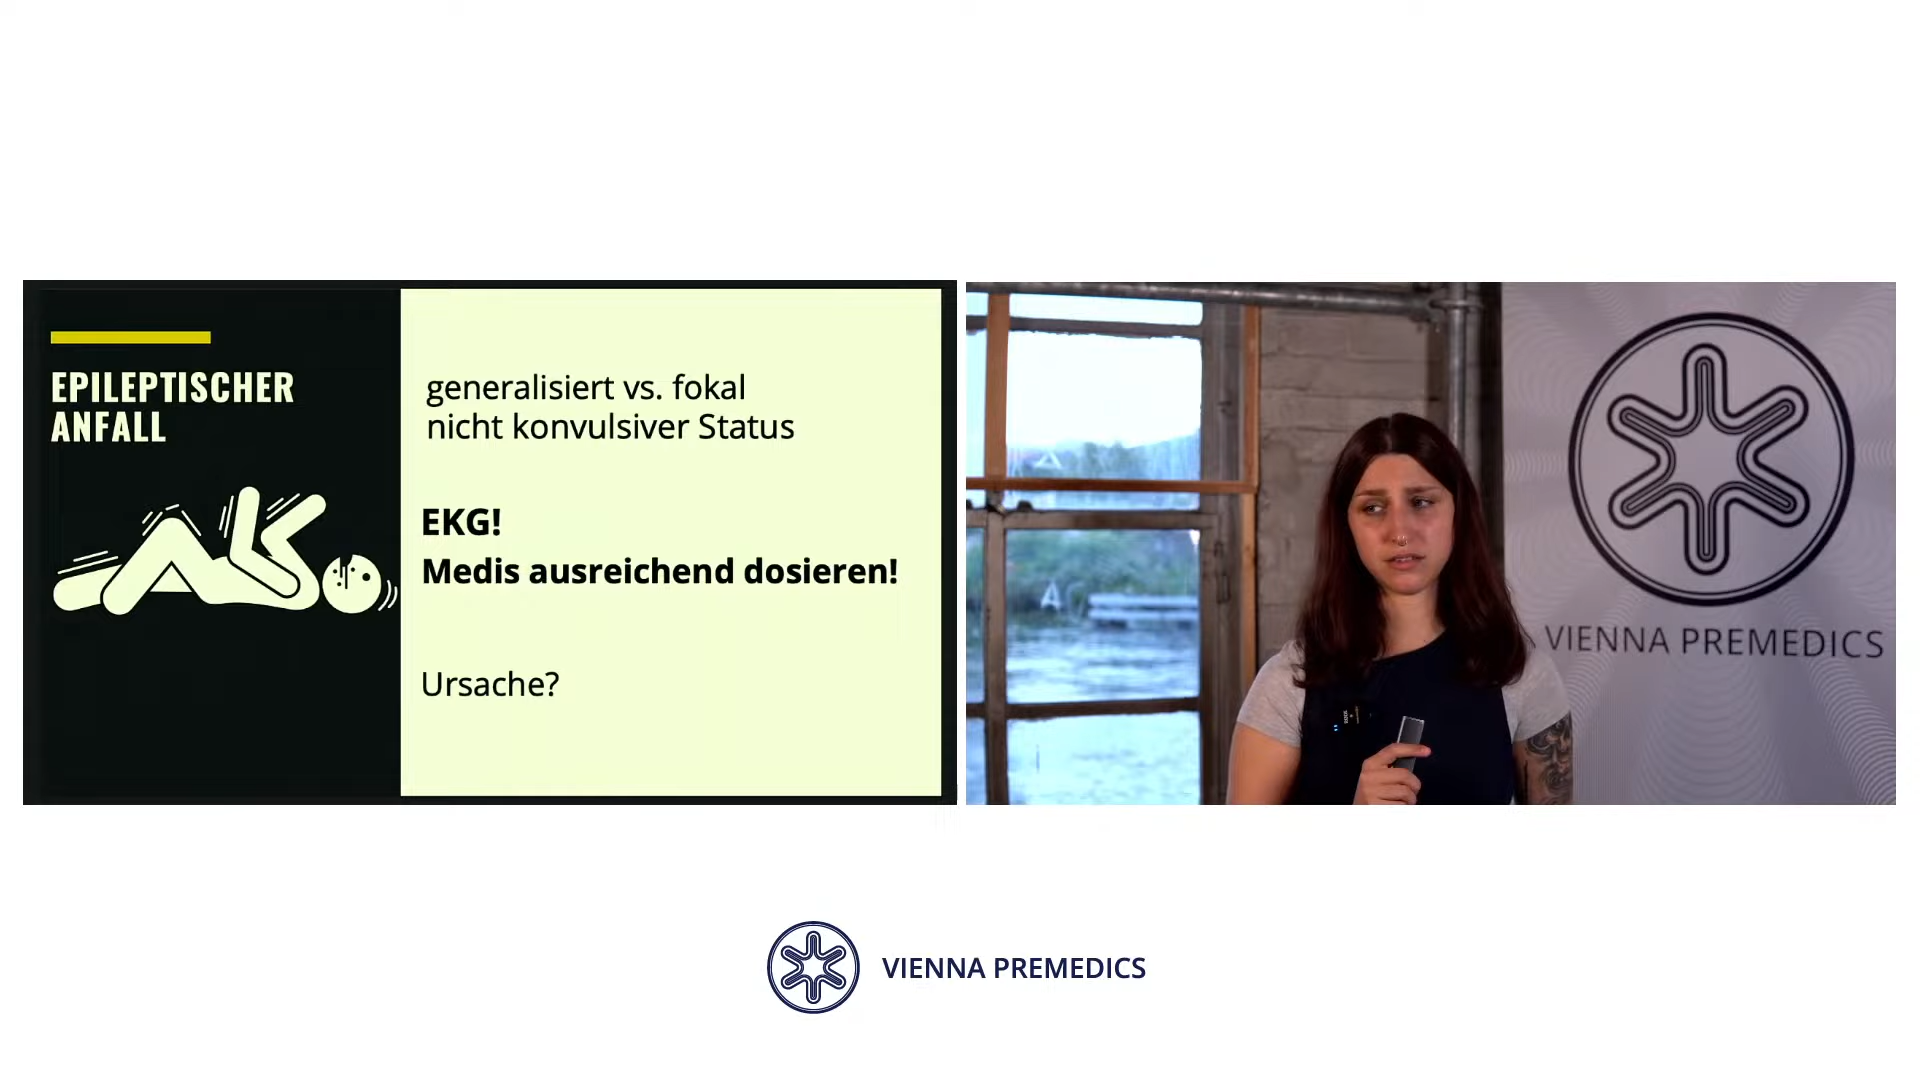 EPILEPTISCHER
ANFALL
generalisiert vs. fokal
nicht konvulsiver Status
EKG!
Medis ausreichend dosieren!
Ursache?
VIENNA PREMEDICS
VIENNA PREMEDICS